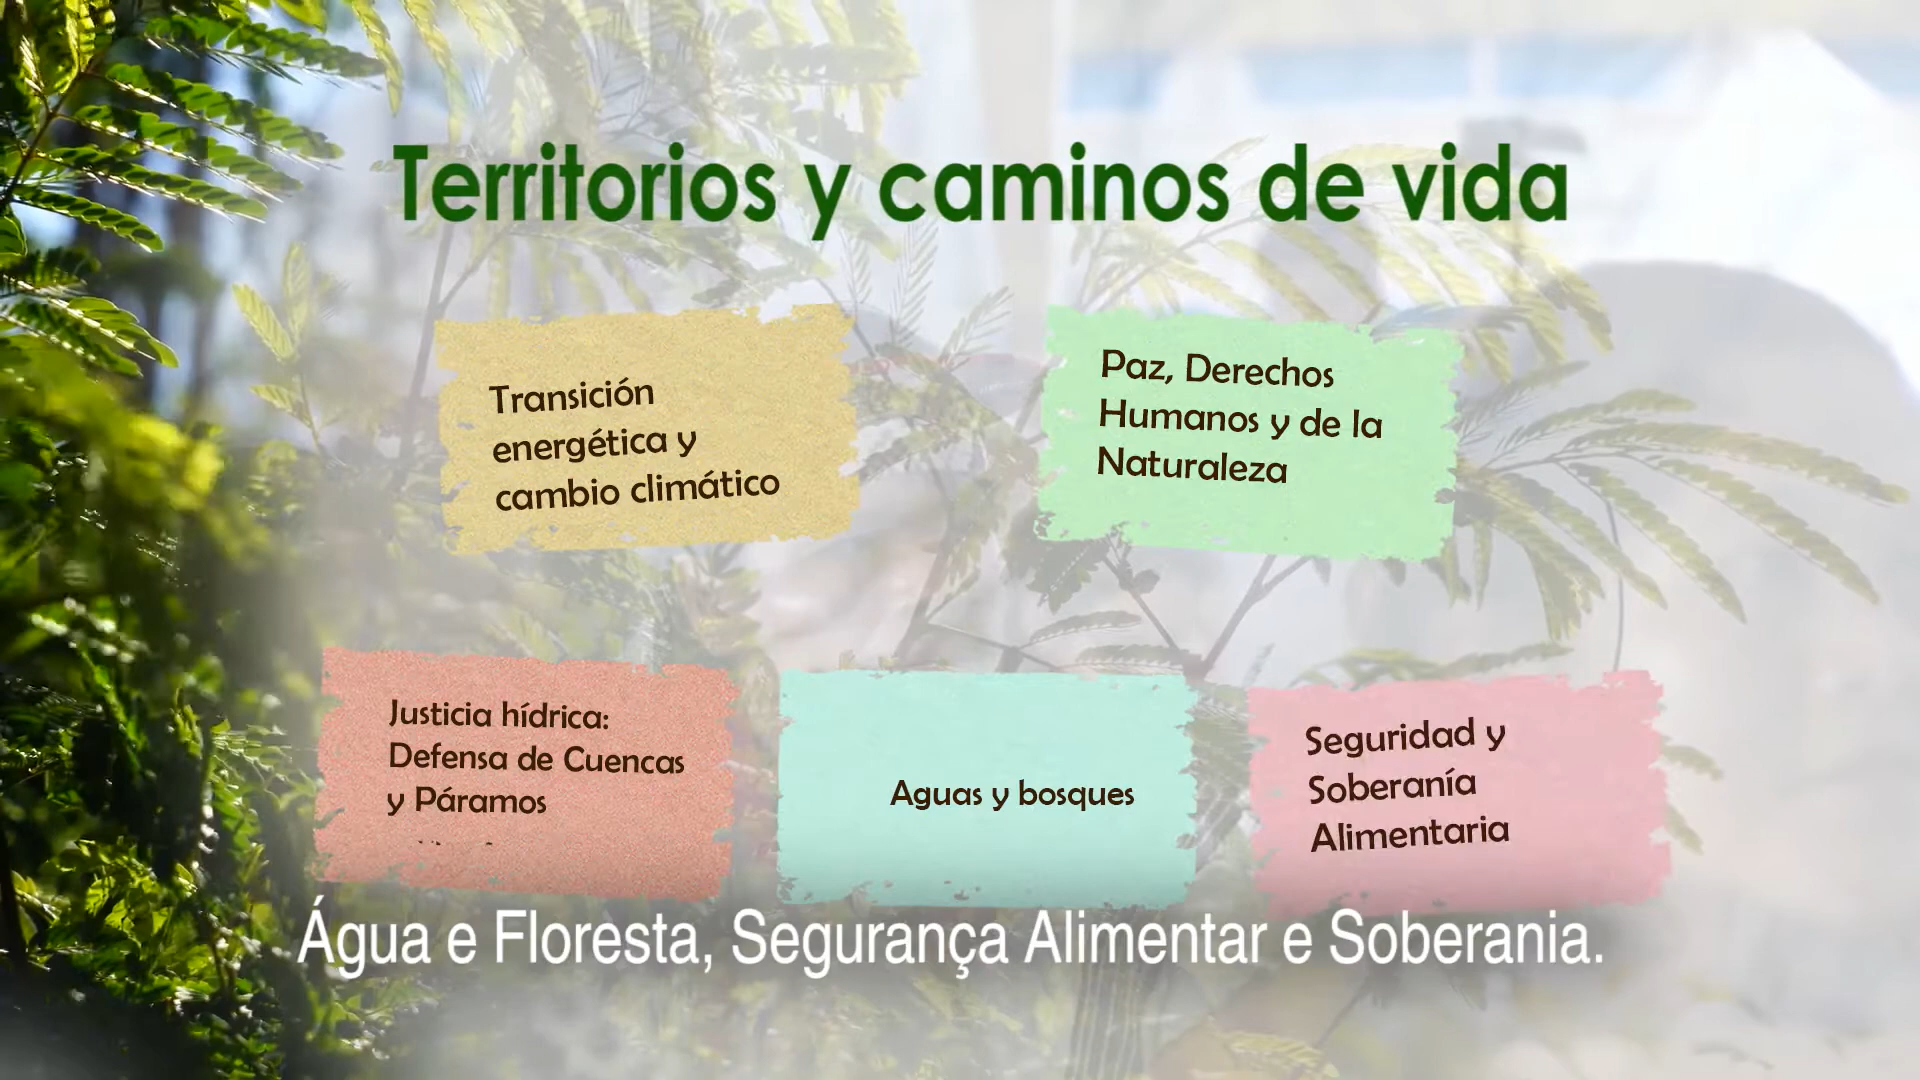 Territorios y caminos de vida
Transición
energética y
cambio climático
Paz, Derechos
Humanos y de la
Naturaleza
Justicia hídrica:
Defensa de Cuencas
y Páramos
Aguas y bosques
Seguridad y
Soberanía
Alimentaria
Água e Floresta, Segurança Alimentar e Soberania.